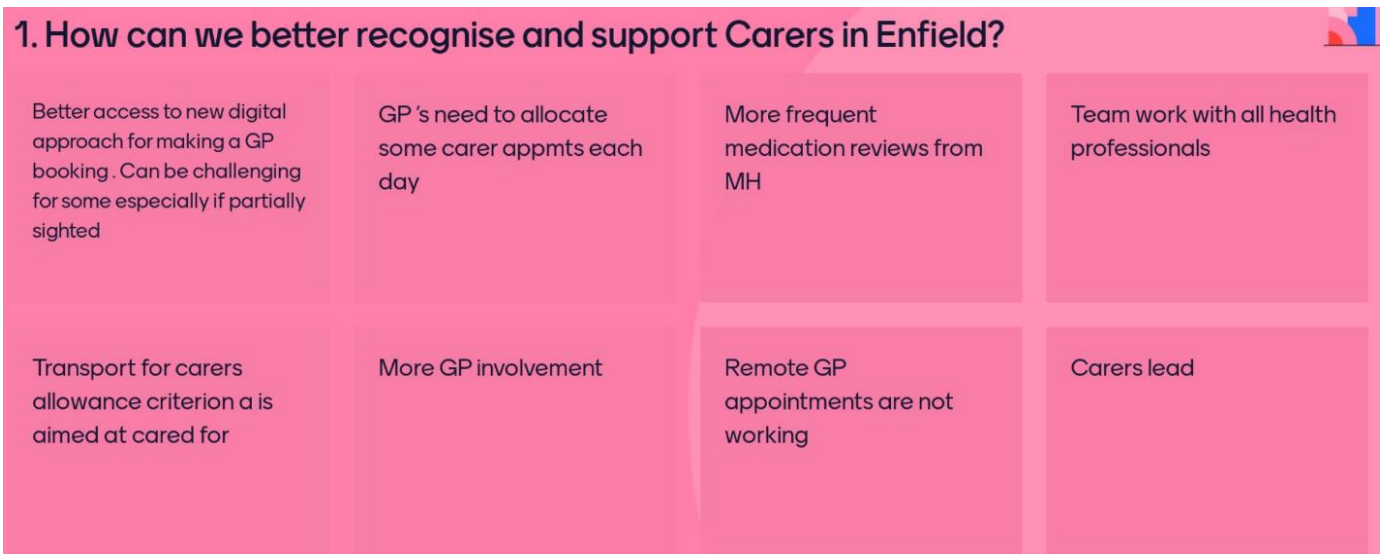 1. How can we better recognise and support Carers in Enfield?
Better access to new digital
approach for making a GP
booking . Can be challenging
for some especially if partially
sighted
GP 's need to allocate
some carer appmts each
day
More frequent
medication reviews from
MH
Team work with all health
professionals
Transport for carers
allowance criterion a is
aimed at cared for
More GP involvement
Remote GP
appointments are not
working
Carers lead